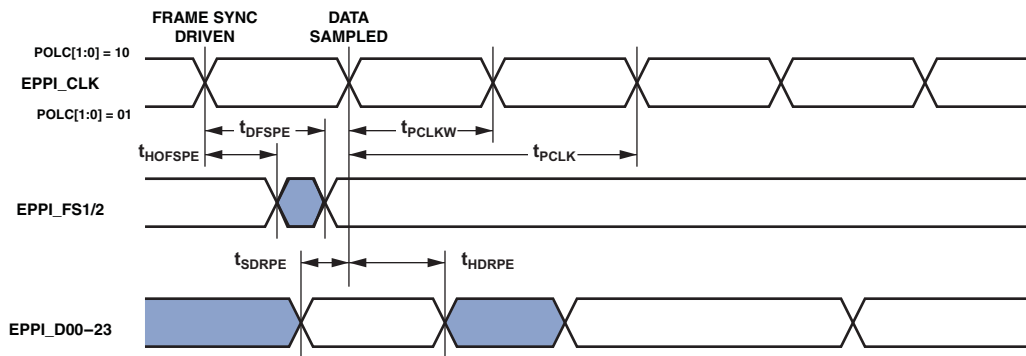 FRAME SYNC
DRIVEN
DATA
SAMPLED
POLC[1:0] = 10
EPPI_CLK
POLC[1:0] = 01
tDFSPE
tPCLKW
tHOFSPE
tPCLK
EPPI_FS1/2
tSDRPE
tHDRPE
EPPI_D00–23